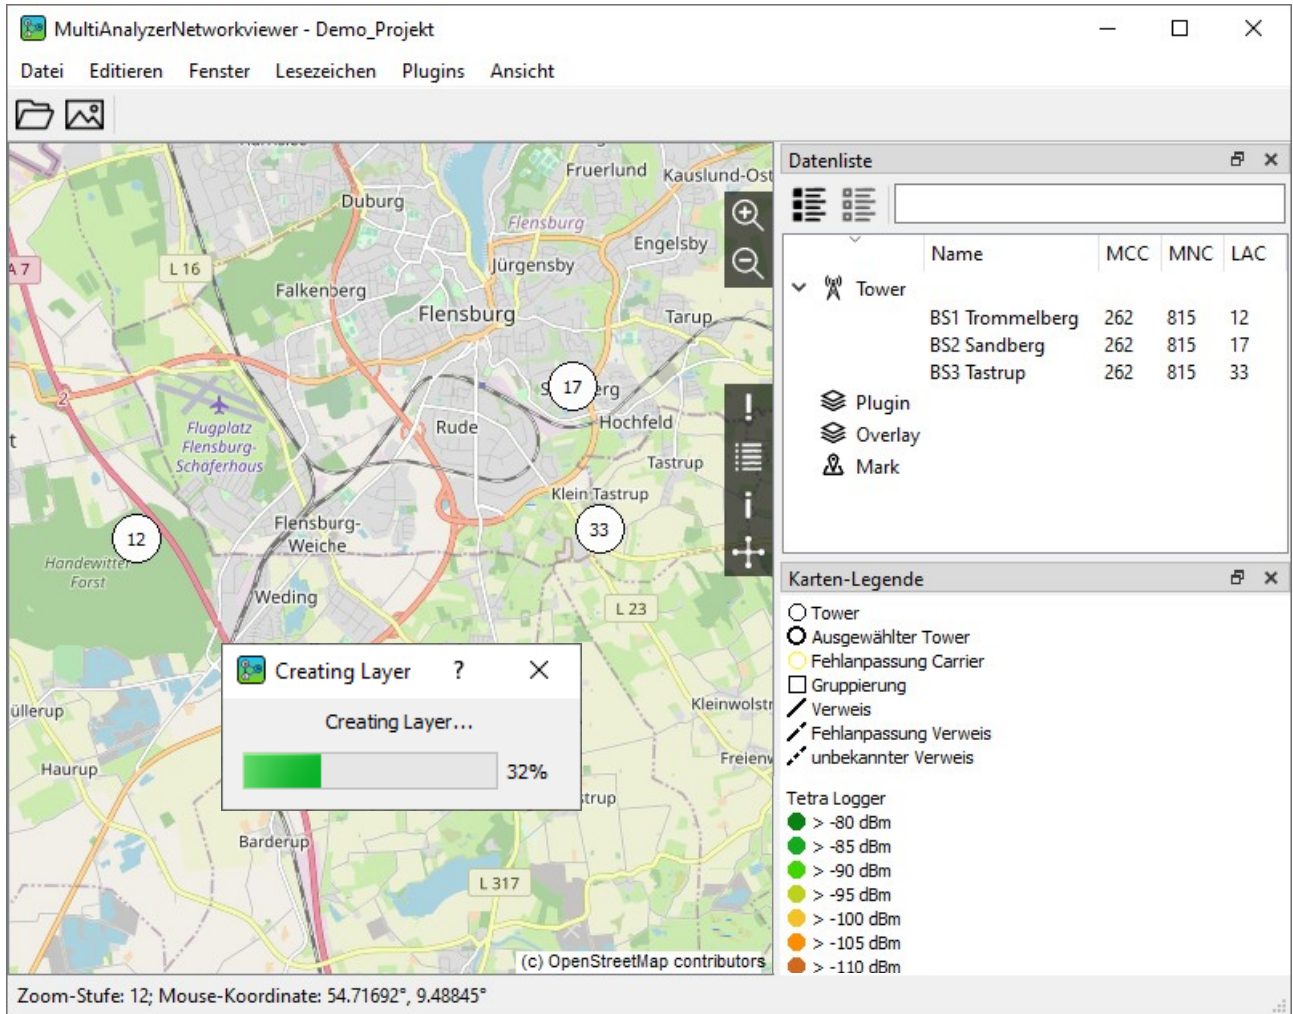 MultiAnalyzerNetworkviewer - Demo_Projekt
Datei Editieren Fenster Lesezeichen Plugins Ansicht
Fruerlund
Kauslund-Ost
Duburg
Flensburg
Engelsby
A 7
L 16
Jürgensby
Falkenberg
Flensburg
Tarup
17
2
Flugplatz
Flensburg-
Schäferhaus
Rude
Hochfeld
Tastrup
Klein Tastrup
12
Flensburg-
Weiche
33
Handewitter
Forst
Weding
L 23
üllerup
Kleinwolstr
Haurup
Freienw
strup
Barderup
L 317
(c) OpenStreetMap contributors
Creating Layer ?
Creating Layer...
32%
Datenliste
Name MCC MNC LAC
Tower
BS1 Trommelberg 262 815 12
BS2 Sandberg 262 815 17
BS3 Tastrup 262 815 33
Plugin
Overlay
Mark
Karten-Legende
Tower
Ausgewählter Tower
Fehlanpassung Carrier
Gruppierung
Verweis
Fehlanpassung Verweis
unbekannter Verweis
Tetra Logger
> -80 dBm
> -85 dBm
> -90 dBm
> -95 dBm
> -100 dBm
> -105 dBm
> -110 dBm
Zoom-Stufe: 12; Mouse-Koordinate: 54.71692°, 9.48845°